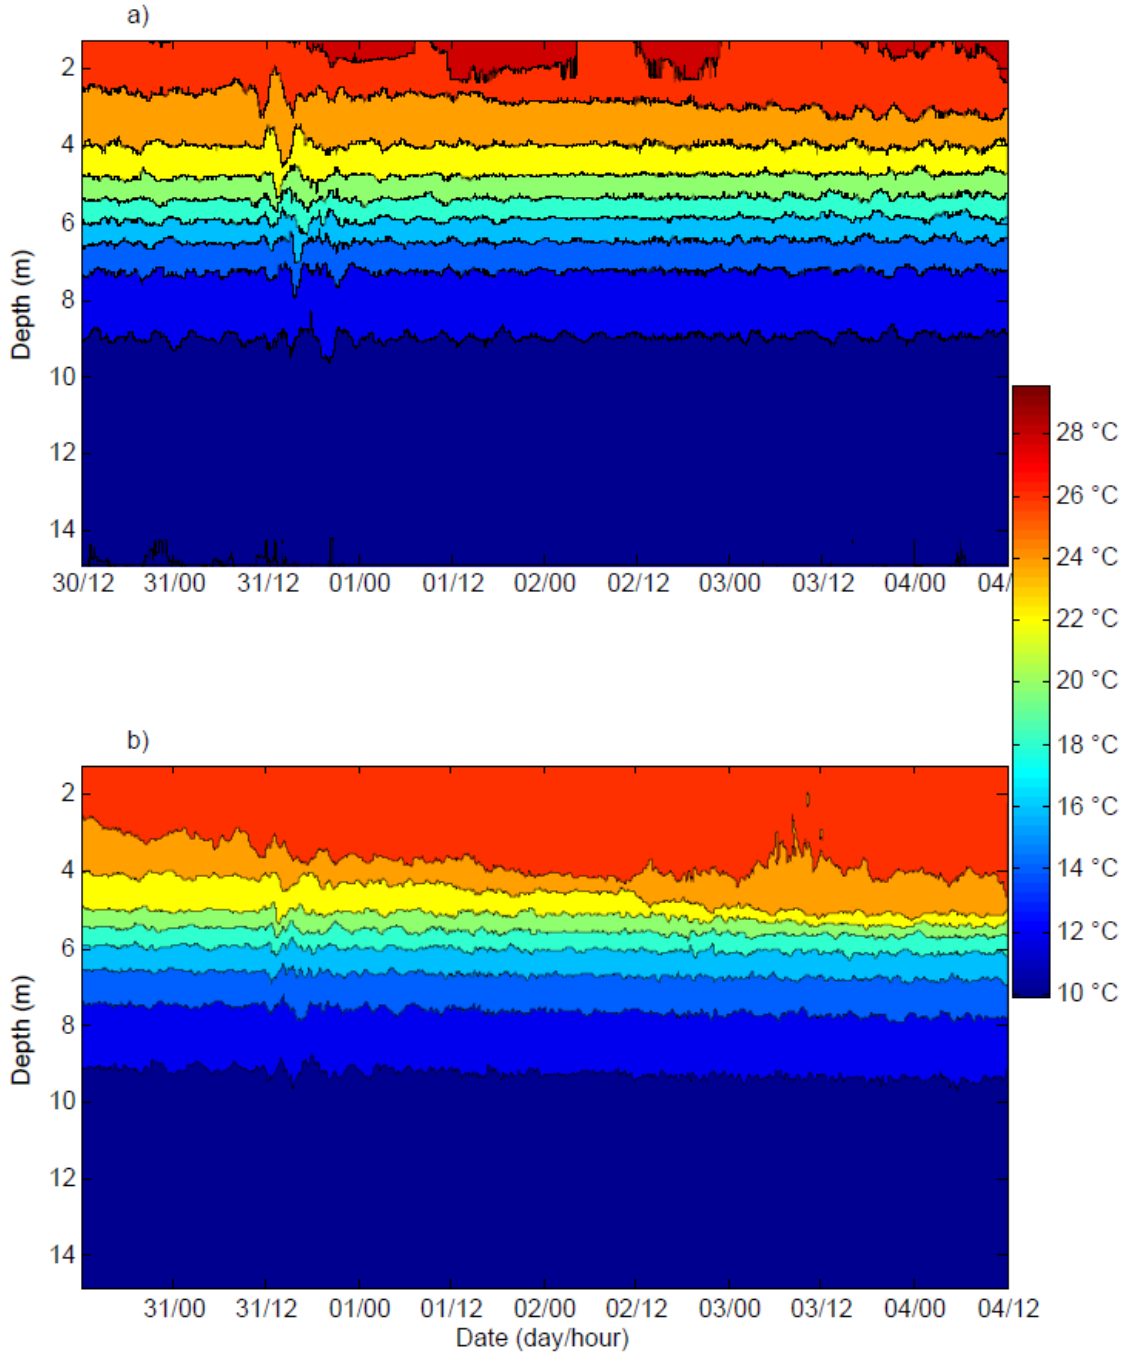 a)
2
4
6
8
10
12
14
Depth (m)
30/12 31/00 31/12 01/00 01/12 02/00 02/12 03/00 03/12 04/00 04/
28 °C
26 °C
24 °C
22 °C
20 °C
18 °C
16 °C
14 °C
12 °C
10 °C
b)
2
4
6
8
10
12
14
Depth (m)
31/00 31/12 01/00 01/12 02/00 02/12 03/00 03/12 04/00 04/12
Date (day/hour)